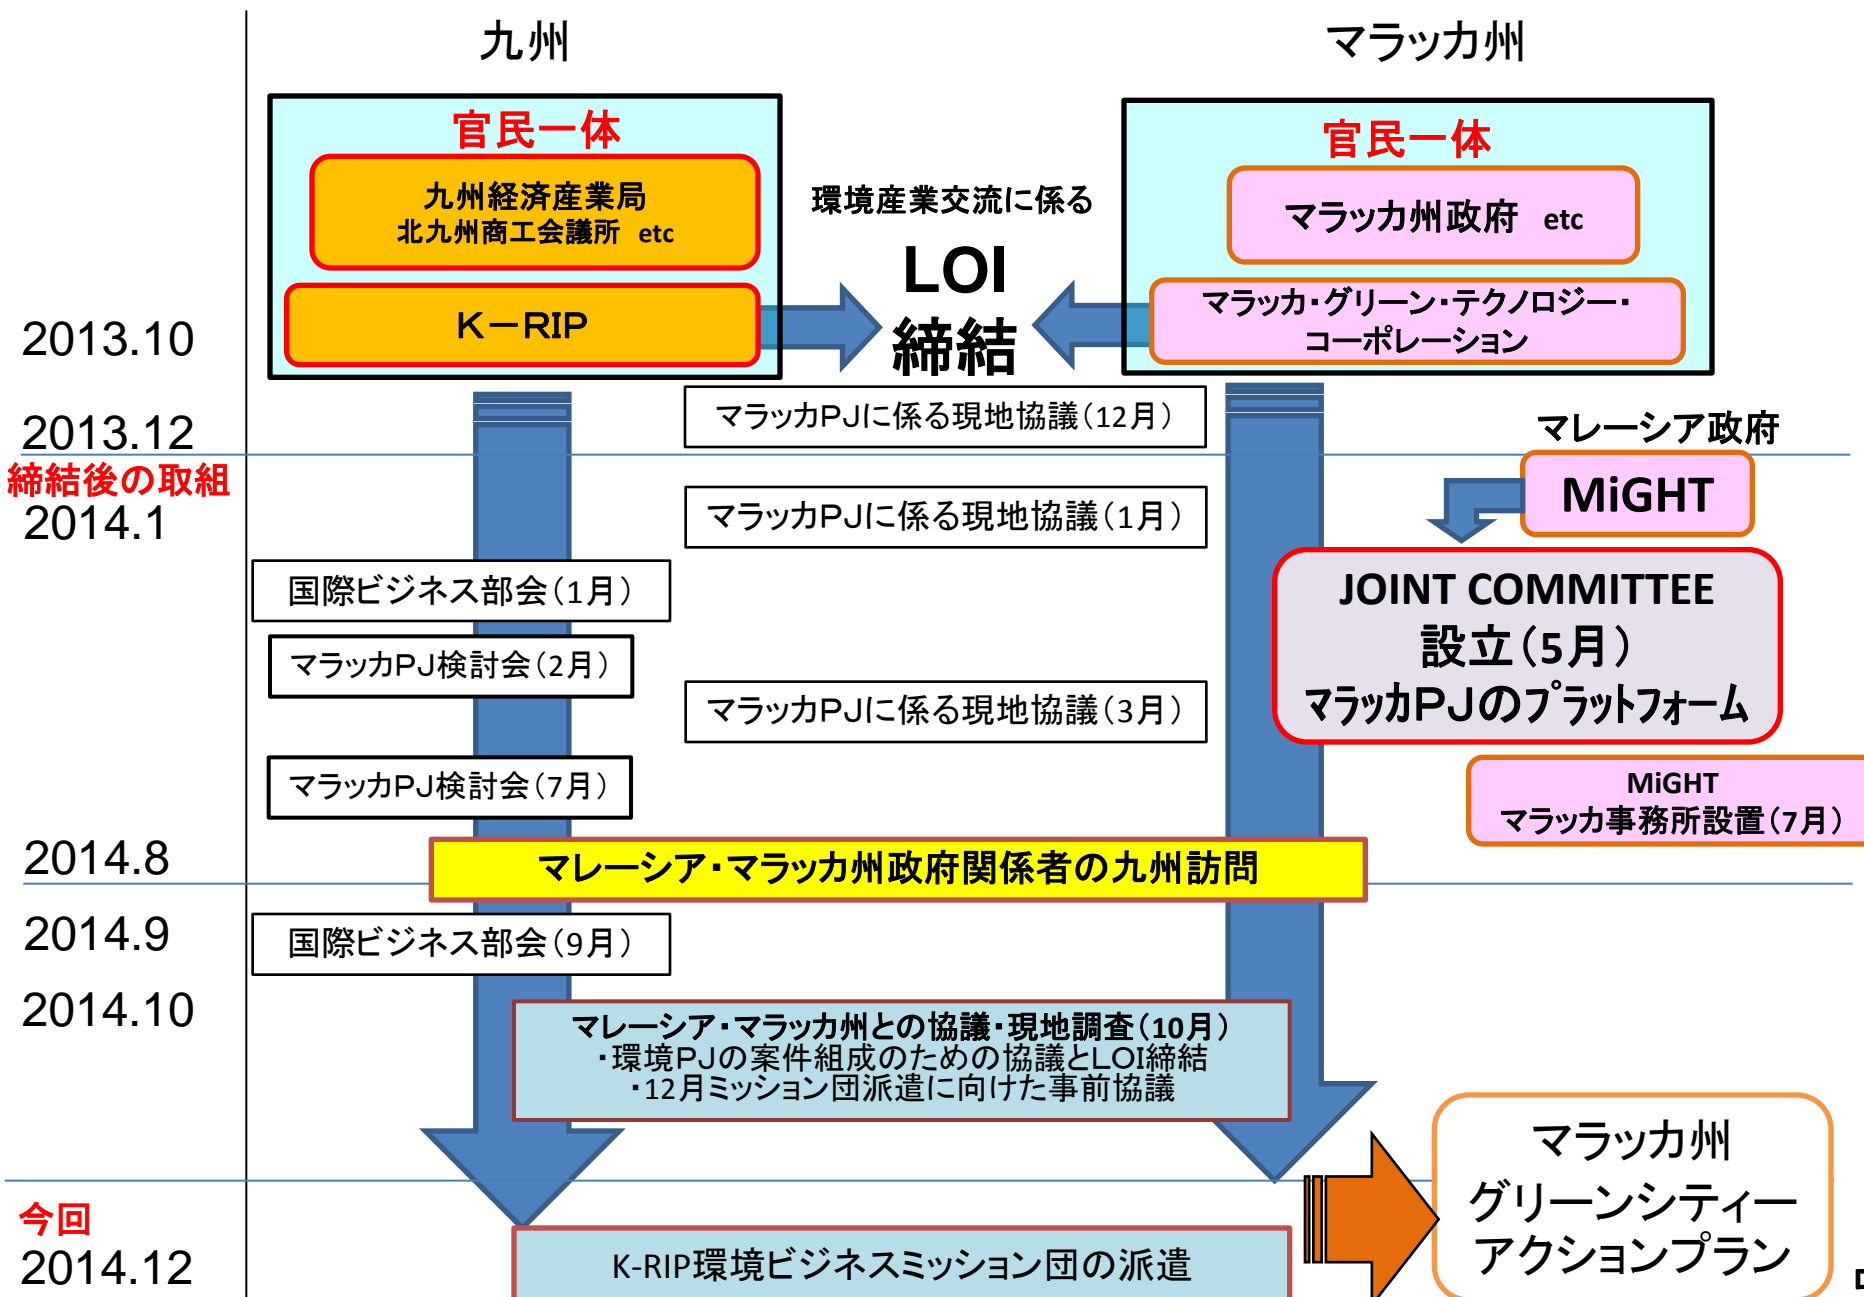 九州
マラッカ州
官民一体
九州経済産業局
北九州商工会議所 etc
K－RIP
環境産業交流に係る
LOI
締結
官民一体
マラッカ州政府 etc
マラッカ・グリーン・テクノロジー・
コーポレーション
2013.10
マラッカPJに係る現地協議（12月）
2013.12
マレーシア政府
締結後の取組
MiGHT
2014.1
マラッカPJに係る現地協議（1月）
国際ビジネス部会（1月）
JOINT COMMITTEE
設立（5月）
マラッカPJのプラットフォーム
マラッカPJ検討会（2月）
マラッカPJに係る現地協議（3月）
マラッカPJ検討会（7月）
MiGHT
マラッカ事務所設置（7月）
2014.8
マレーシア・マラッカ州政府関係者の九州訪問
2014.9
国際ビジネス部会（9月）
2014.10
マレーシア・マラッカ州との協議・現地調査（10月）
・環境PJの案件組成のための協議とLOI締結
・12月ミッション団派遣に向けた事前協議
マラッカ州
グリーンシティー
アクションプラン
今回
2014.12
K-RIP環境ビジネスミッション団の派遣